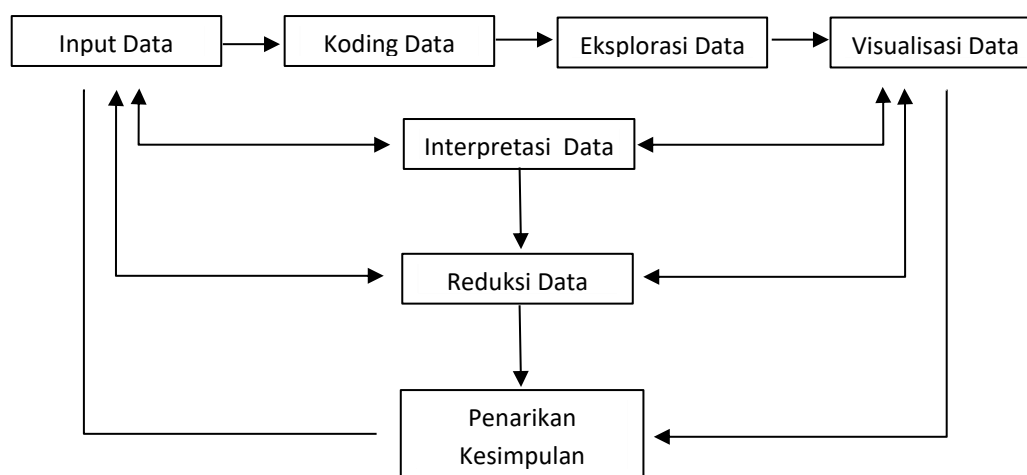 Input Data
Koding Data
Eksplorasi Data
Visualisasi Data
Interpretasi Data
Reduksi Data
Penarikan
Kesimpulan